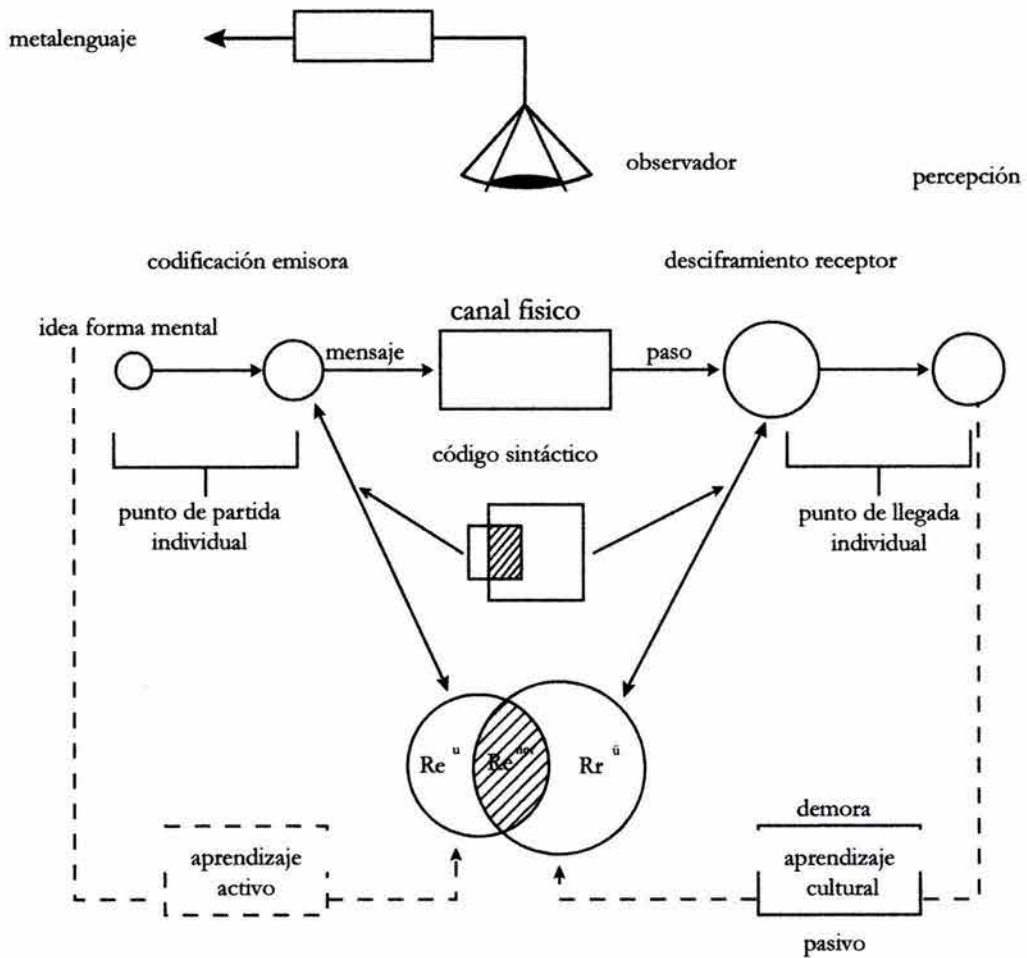 metalenguaje
observador
percepción
codificación emisora
desciframiento receptor
idea forma mental
mensaje
canal fisico
paso
código sintáctico
punto de partida
individual
punto de llegada
individual
Re u
Re
Rr ü
demora
aprendizaje
activo
aprendizaje
cultural
pasivo